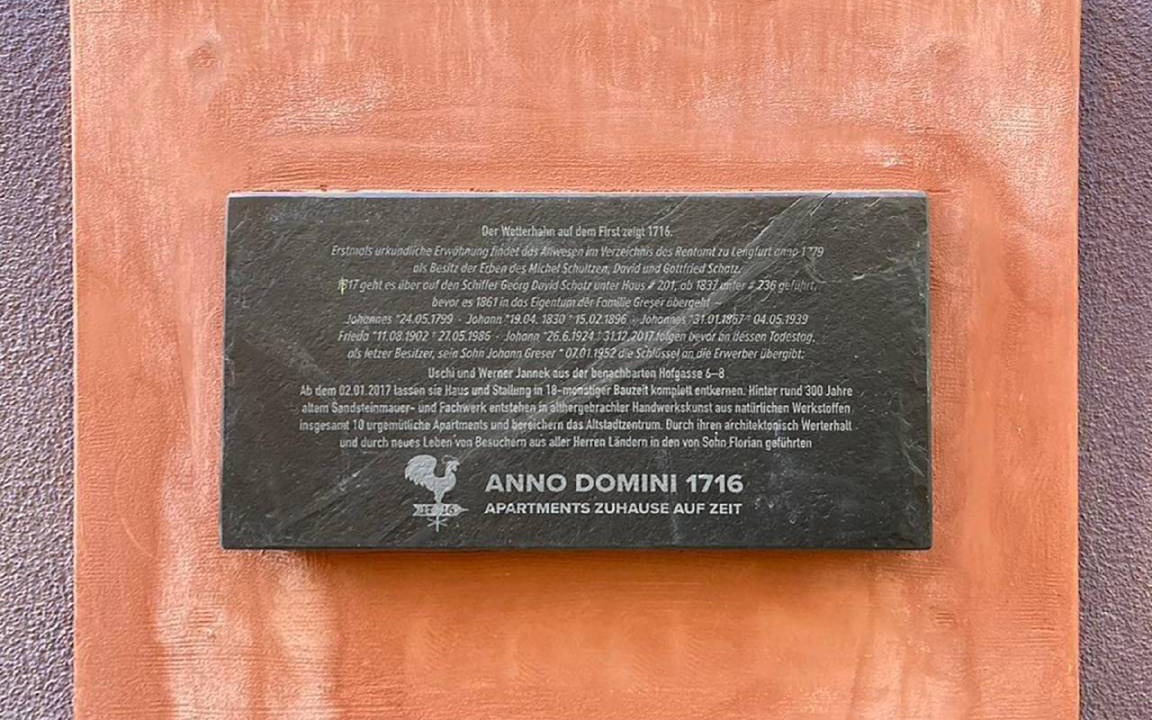 Der Wetterhahn auf dem First zeigt 1716.
Erstmals urkundliche Erwähnung findet das Anwesen im Verzeichnis des Rentamt zu Lengfurt anno 1779
als Besitz der Erben des Michel Schultzen, David und Gottfried Schatz.
1817 geht es über auf den Schiffer Georg David Schatz unter Haus # 201, ab 1837 unter # 236 geführt,
bevor es 1861 in das Eigentum der Familie Greser übergeht –
Johannes *24.05.1799 · Johann *19.04.1830 † 15.02.1896 · Johannes *31.01.1867 † 04.05.1939
Frieda *11.08.1902 † 27.05.1986 · Johann *26.6.1924 † 31.12.2017 folgen bevor an dessen Todestag,
als letzer Besitzer, sein Sohn Johann Greser * 07.01.1952 die Schlüssel an die Erwerber übergibt:
Uschi und Werner Jannek aus der benachbarten Hofgasse 6–8
Ab dem 02.01.2017 lassen sie Haus und Stallung in 18-monatiger Bauzeit komplett entkernen. Hinter rund 300 Jahre
altem Sandsteinmauer- und Fachwerk entstehen in althergebrachter Handwerkskunst aus natürlichen Werkstoffen
insgesamt 10 urgemütliche Apartments und bereichern das Altstadtzentrum. Durch ihren architektonisch Werterhalt
und durch neues Leben von Besuchern aus aller Herren Ländern in den von Sohn Florian geführten
1716
ANNO DOMINI 1716
APARTMENTS ZUHAUSE AUF ZEIT